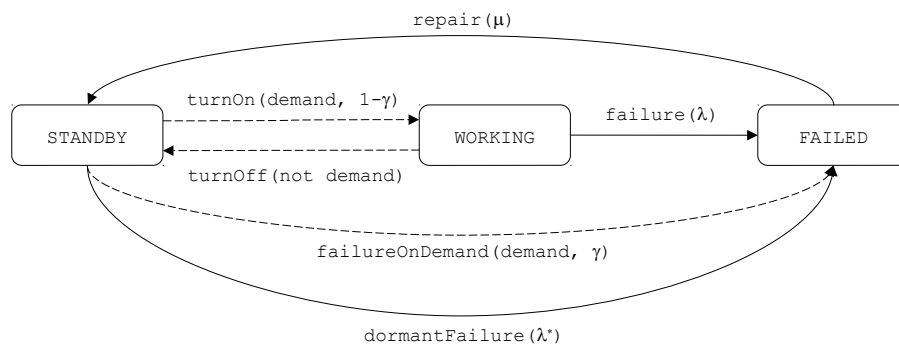 repair(μ)
turnOn(demand, 1-γ)
failure(λ)
STANDBY
WORKING
FAILED
turnOff(not demand)
failureOnDemand(demand, γ)
dormantFailure(λ*)